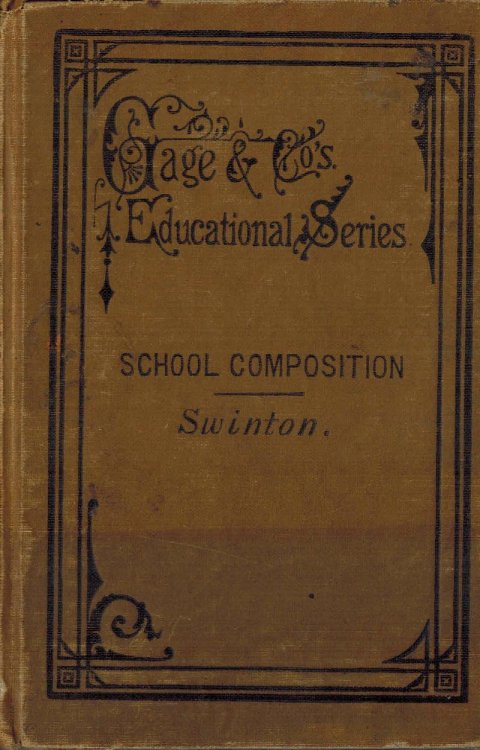 Gage & Co's.
Educational Series
SCHOOL COMPOSITION
Swinton.